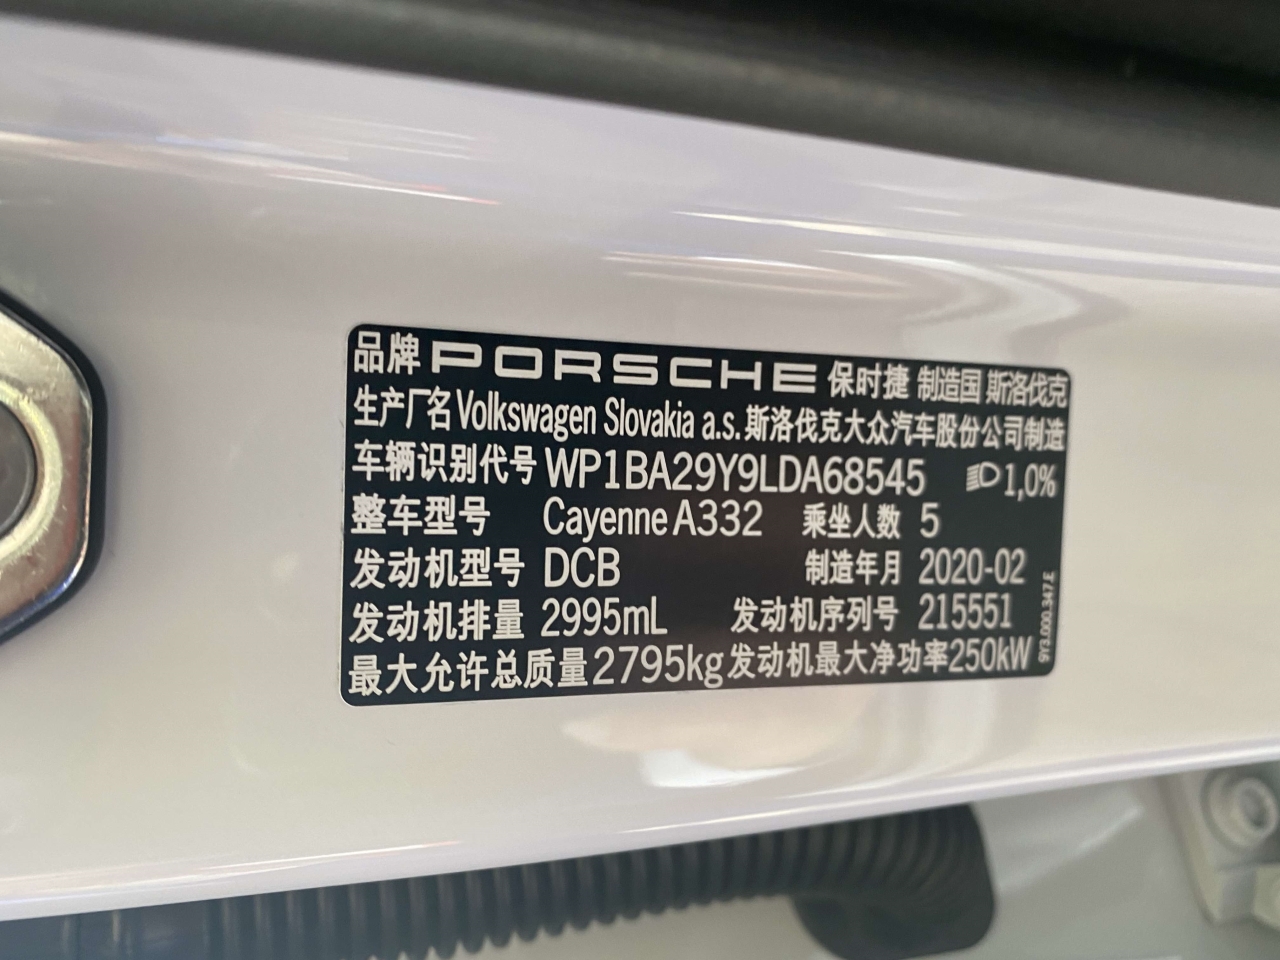 品牌 PORSCHE 保时捷 制造国 斯洛伐克
生产厂名 Volkswagen Slovakia a.s. 斯洛伐克大众汽车股份公司制造
车辆识别代号 WP1BA29Y9LDA68545 1,0%
整车型号 Cayenne A332 乘坐人数 5
发动机型号 DCB 制造年月 2020-02
发动机排量 2995mL 发动机序列号 215551
最大允许总质量 2795kg 发动机最大净功率 250kW
9Y3.000.347.E